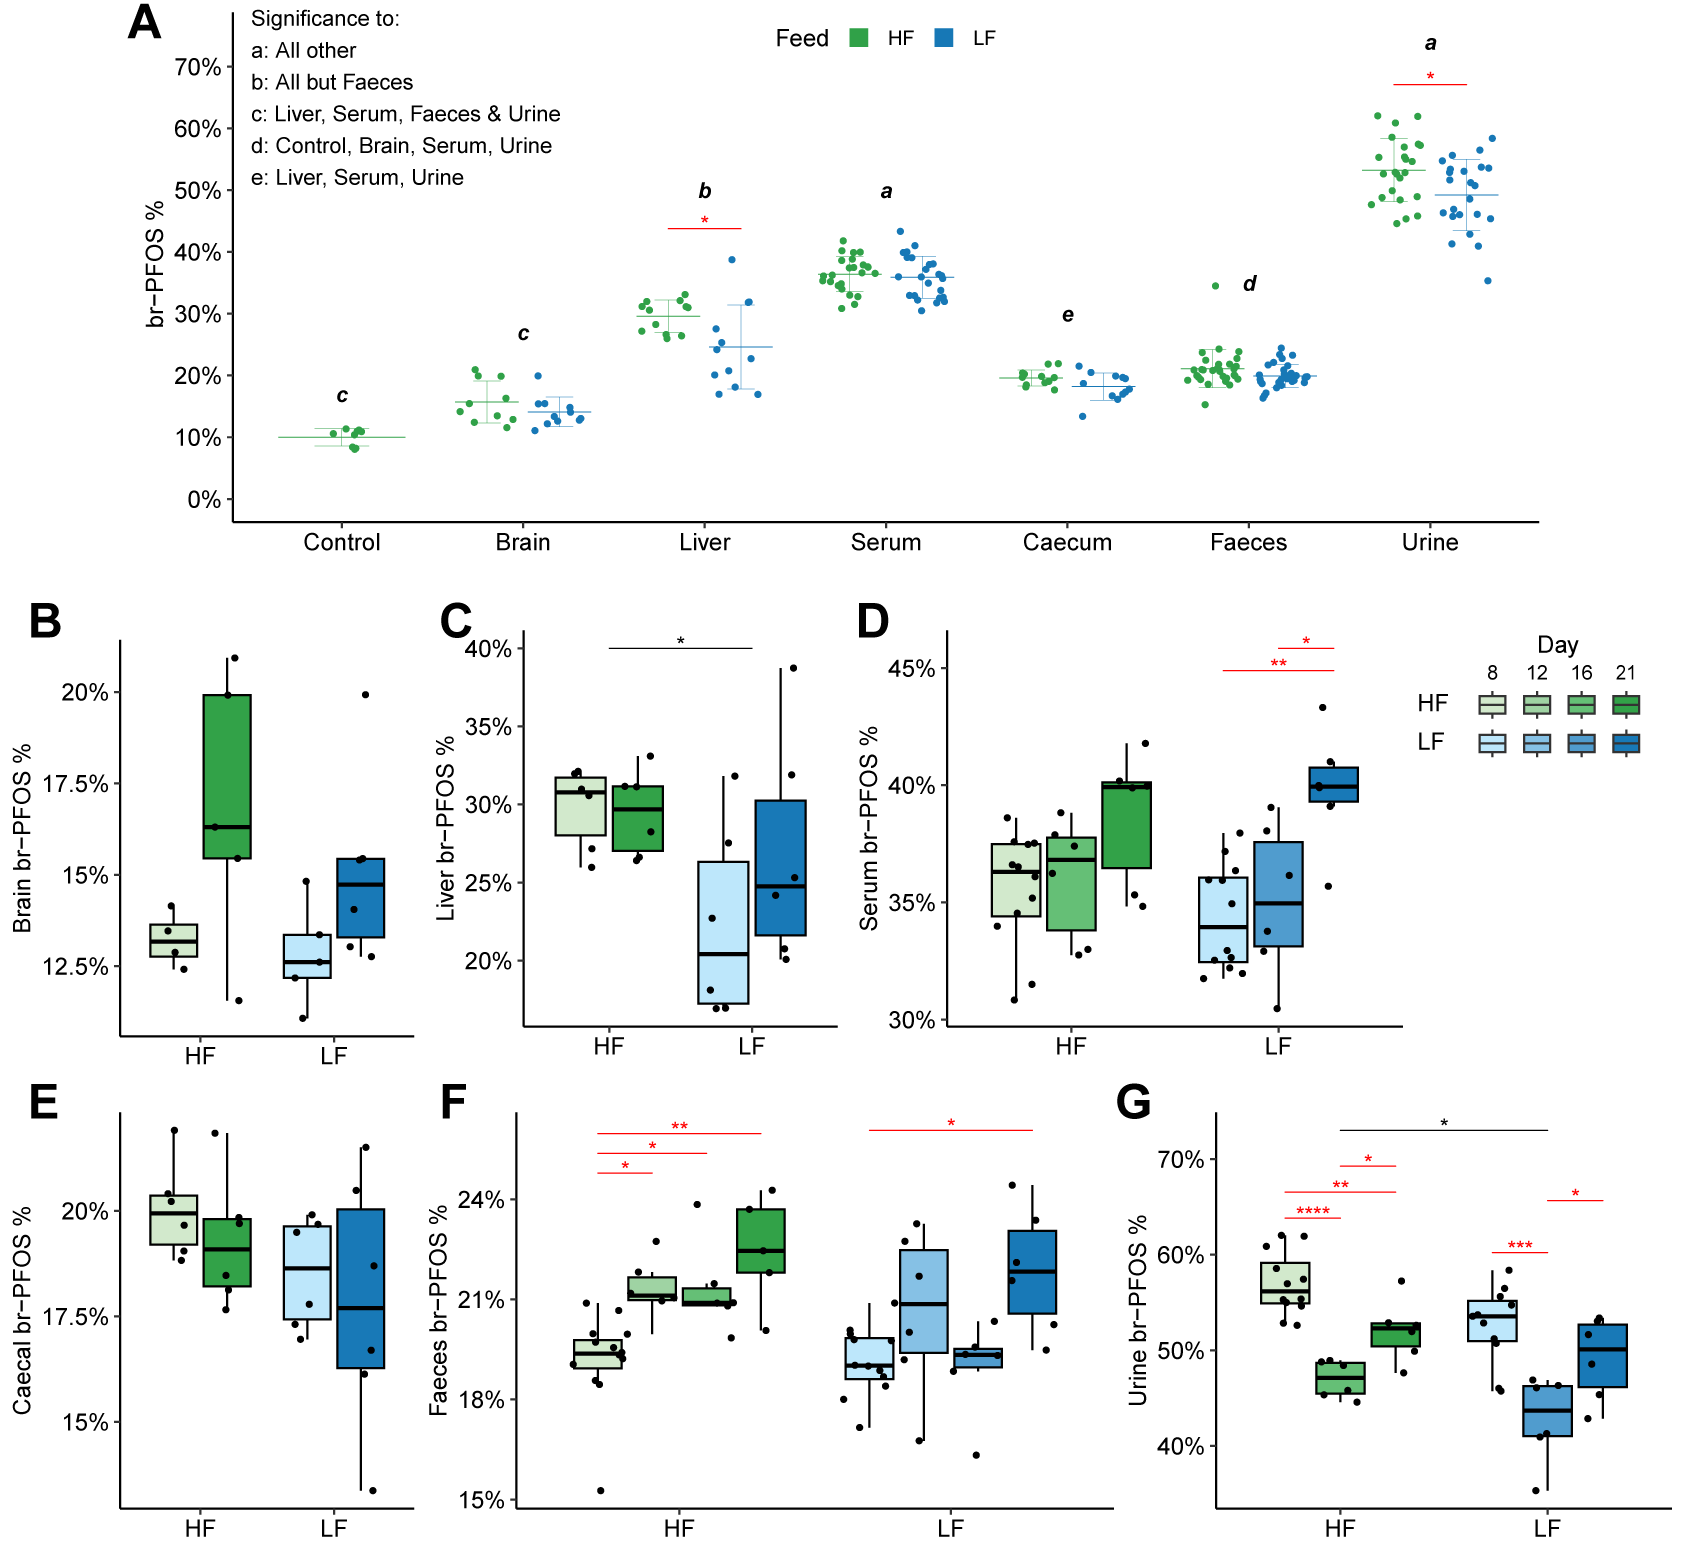 A
Significance to:
a: All other
b: All but Faeces
c: Liver, Serum, Faeces & Urine
d: Control, Brain, Serum, Urine
e: Liver, Serum, Urine
Feed HF LF
br−PFOS %
70%
60%
50%
40%
30%
20%
10%
0%
c
c
b
*
a
e
d
a
*
Control Brain Liver Serum Caecum Faeces Urine
B
Brain br−PFOS %
20%
17.5%
15%
12.5%
HF LF
C
Liver br−PFOS %
40%
35%
30%
25%
20%
*
HF LF
D
Serum br−PFOS %
45%
40%
35%
30%
*
**
HF LF
Day
8 12 16 21
HF
LF
E
Caecal br−PFOS %
20%
17.5%
15%
HF LF
F
Faeces br−PFOS %
24%
21%
18%
15%
**
*
*
*
HF LF
G
Urine br−PFOS %
70%
60%
50%
40%
*
*
**
****
*
***
HF LF